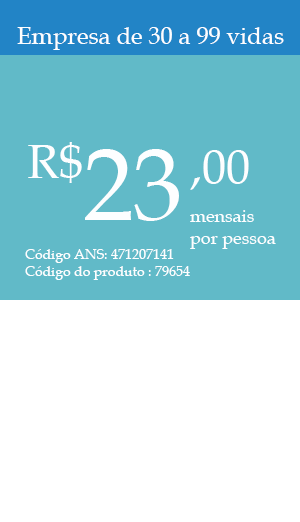 Empresa de 30 a 99 vidas
R$23,00
mensais
por pessoa
Código ANS: 471207141
Código do produto : 79654